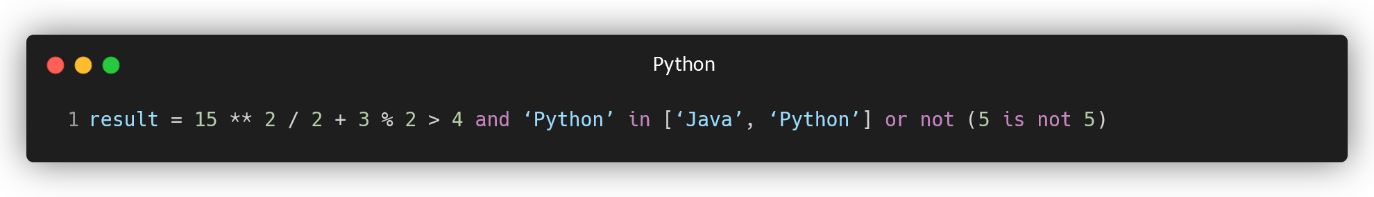 Python
1 result = 15 ** 2 / 2 + 3 % 2 > 4 and ‘Python’ in [‘Java’, ‘Python’] or not (5 is not 5)